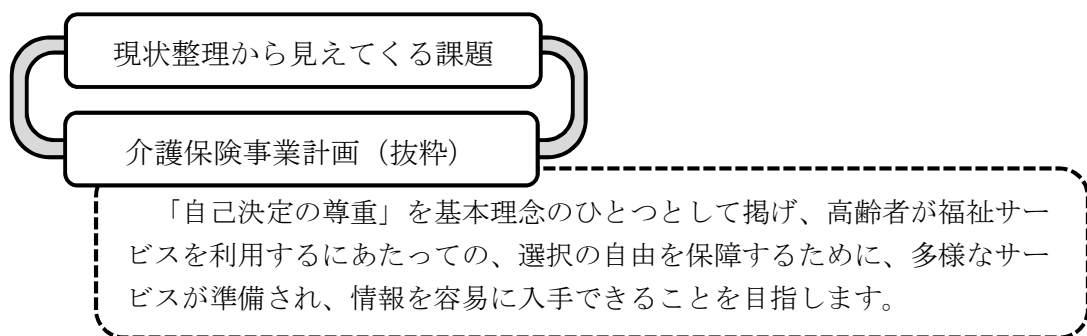 現状整理から見えてくる課題
介護保険事業計画（抜粋）
「自己決定の尊重」を基本理念のひとつとして掲げ、高齢者が福祉サー
ビスを利用するにあたっての、選択の自由を保障するために、多様なサー
ビスが準備され、情報を容易に入手できることを目指します。